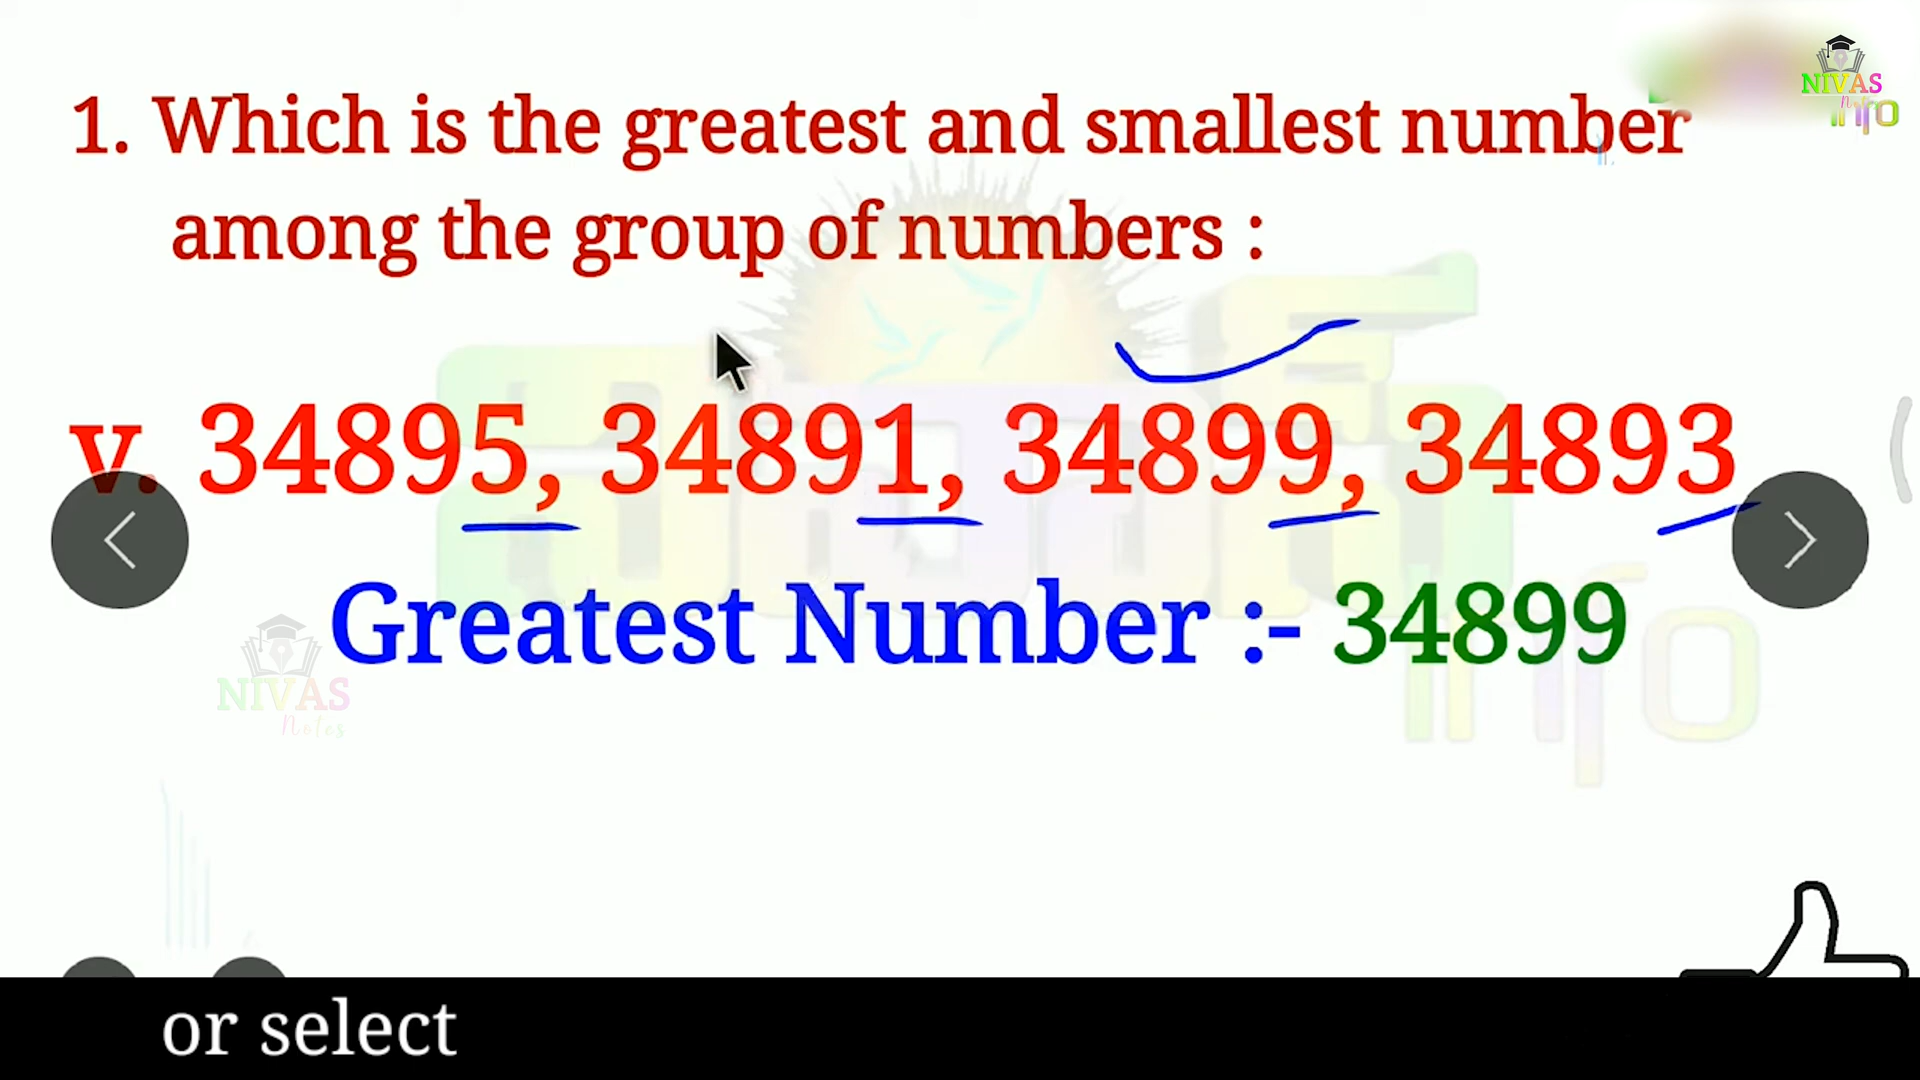 1. Which is the greatest and smallest number
among the group of numbers :
v. 34895, 34891, 34899, 34893
Greatest Number :- 34899
NIVAS
info
NIVAS
Notes
info
or select